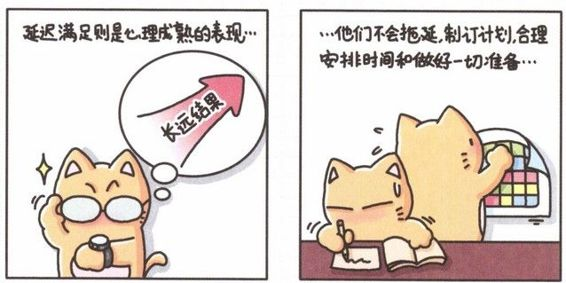 延迟满足则是心理成熟的表现…
长远结果
…他们不会拖延,制订计划,合理
安排时间和做好一切准备…